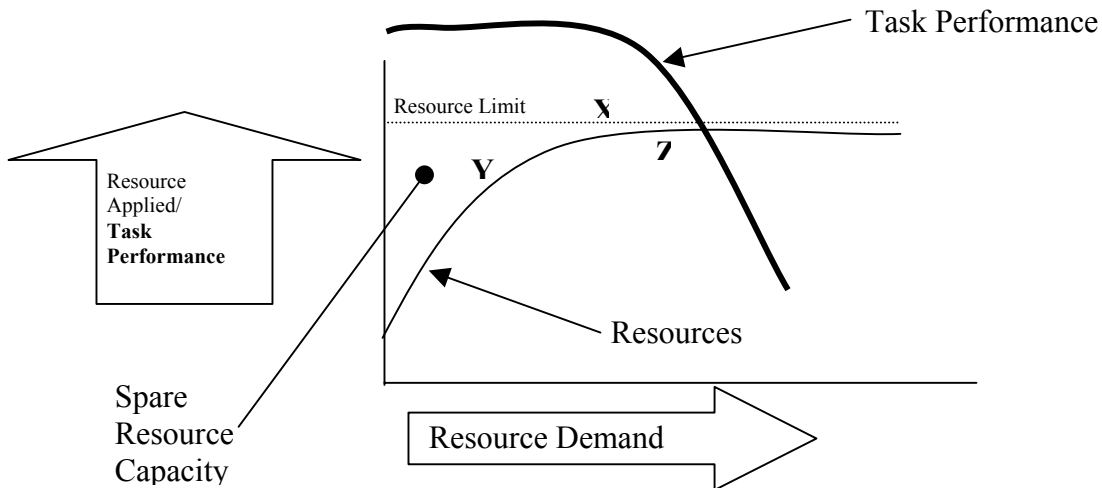 Task Performance
Resource Limit
X
Z
Y
Resource
Applied/
Task
Performance
Resources
Spare
Resource
Capacity
Resource Demand